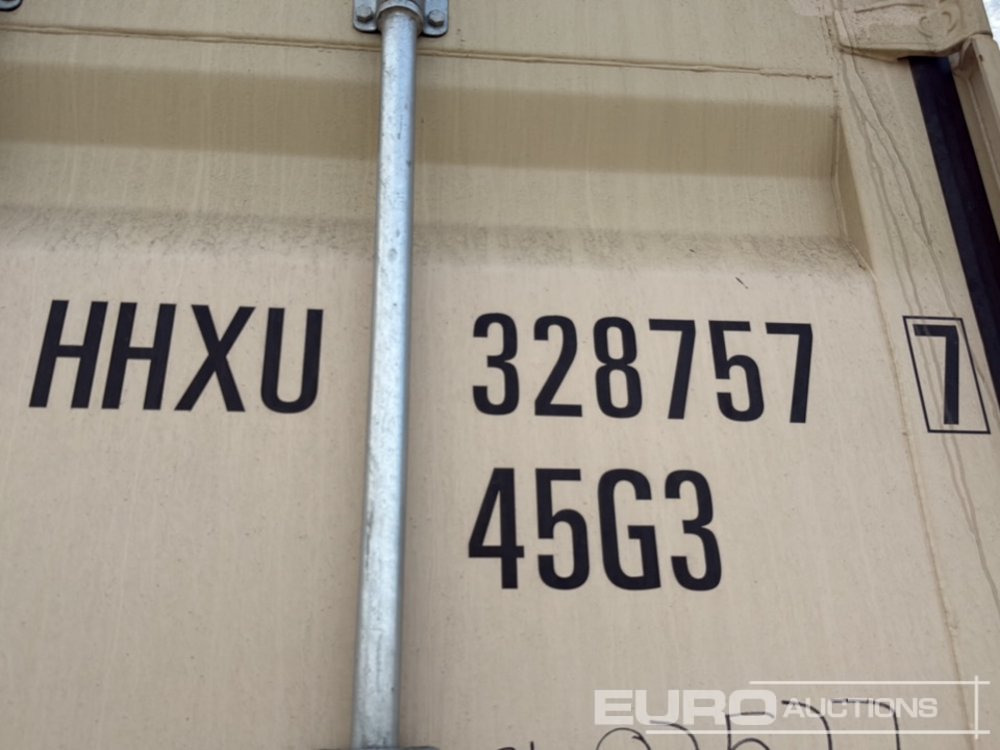 HHXU 328757 7
45G3
EURO AUCTIONS